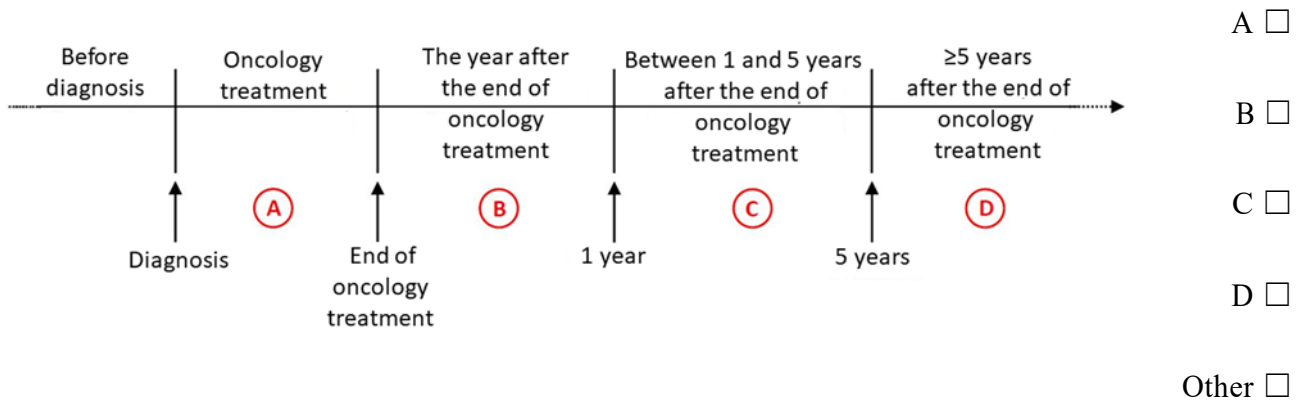 Before
diagnosis
Oncology
treatment
The year after
the end of
oncology
treatment
Between 1 and 5 years
after the end of
oncology
treatment
≥5 years
after the end of
oncology
treatment
A
B
C
D
Diagnosis
End of
oncology
treatment
1 year
5 years
A ☐
B ☐
C ☐
D ☐
Other ☐